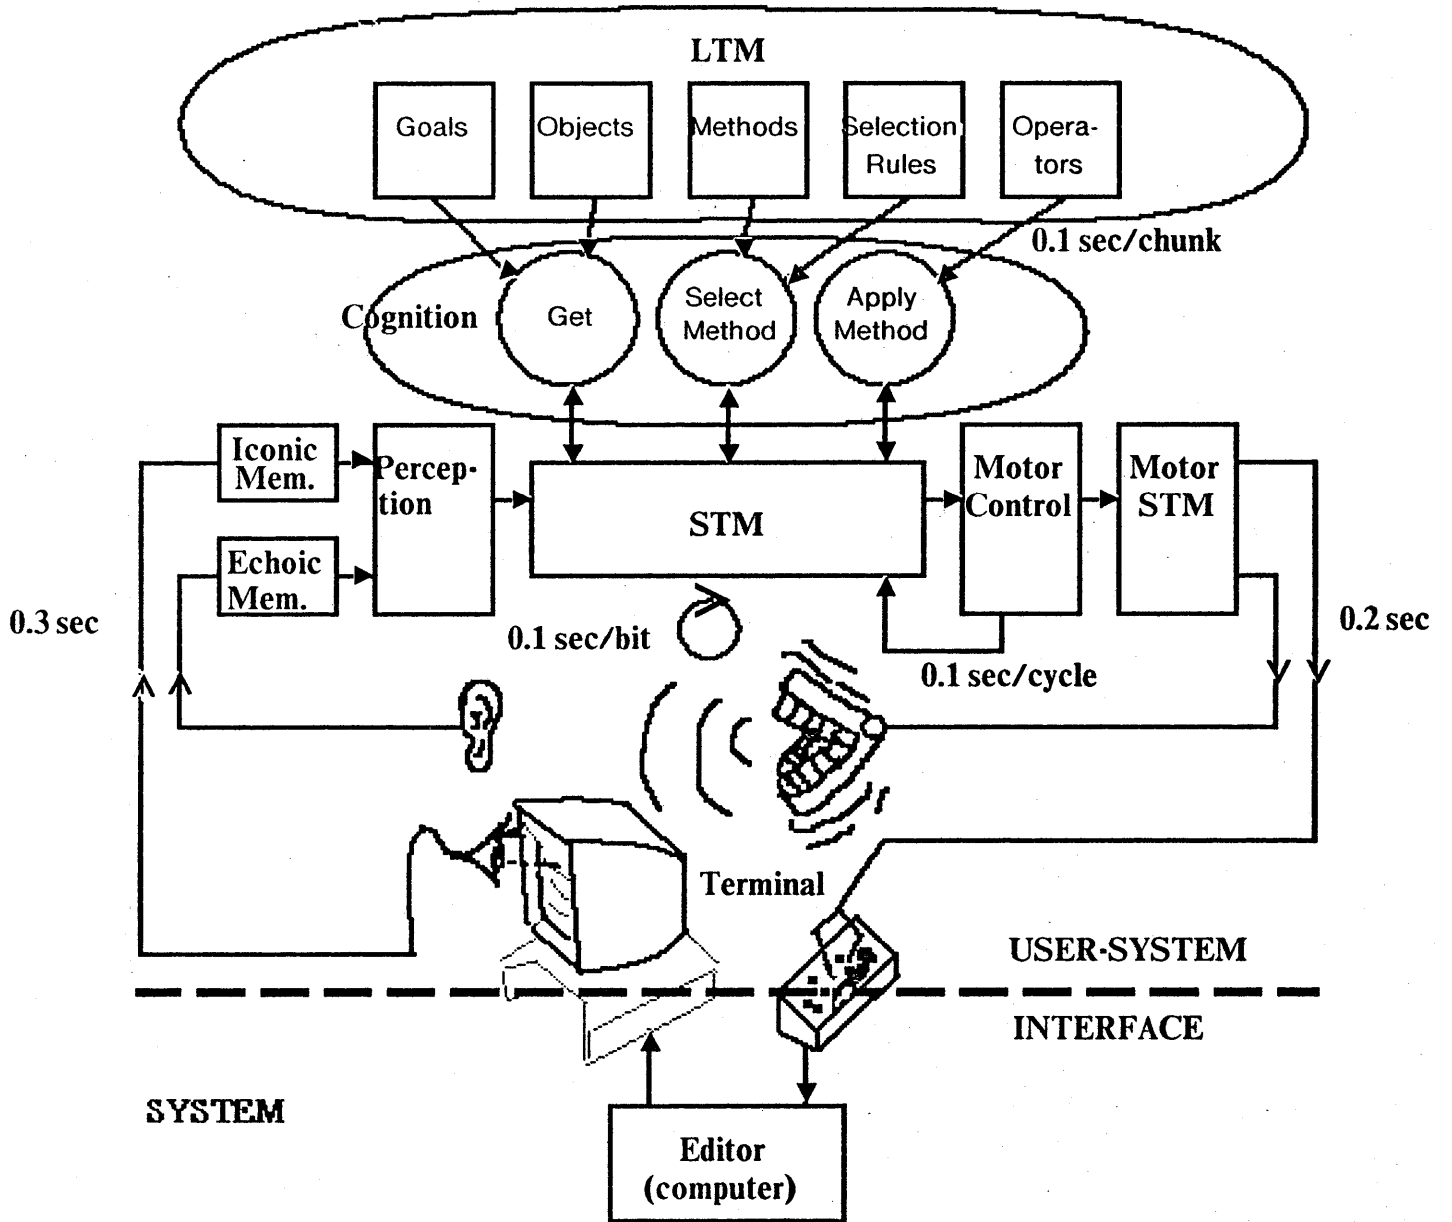 LTM
Goals
Objects
Methods
Selection
Rules
Opera-
tors
0.1 sec/chunk
Cognition
Get
Select
Method
Apply
Method
Iconic
Mem.
Percep-
tion
STM
Motor
Control
Motor
STM
Echoic
Mem.
0.3 sec
0.1 sec/bit
0.1 sec/cycle
0.2 sec
Terminal
USER-SYSTEM
INTERFACE
SYSTEM
Editor
(computer)